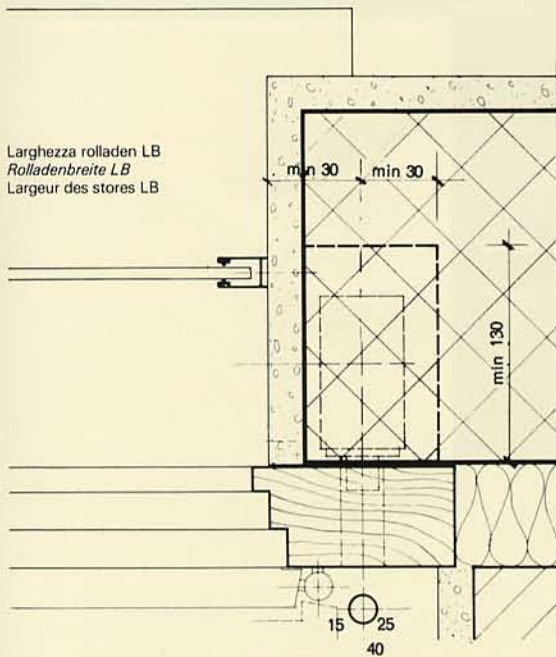 Larghezza rolladen LB
Rolladenbreite LB
Largeur des stores LB
min 30
min 30
min 130
15
25
40